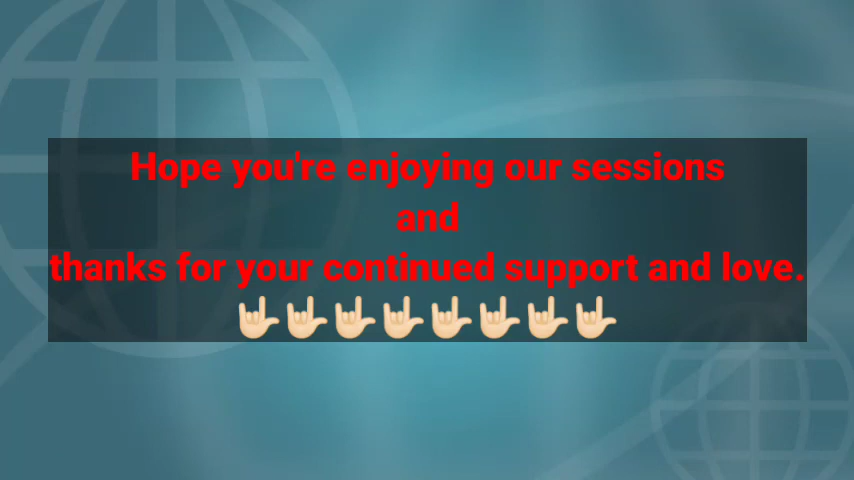 Hope you're enjoying our sessions
and
thanks for your continued support and love.
🤟🏻🤟🏻🤟🏻🤟🏻🤟🏻🤟🏻🤟🏻🤟🏻